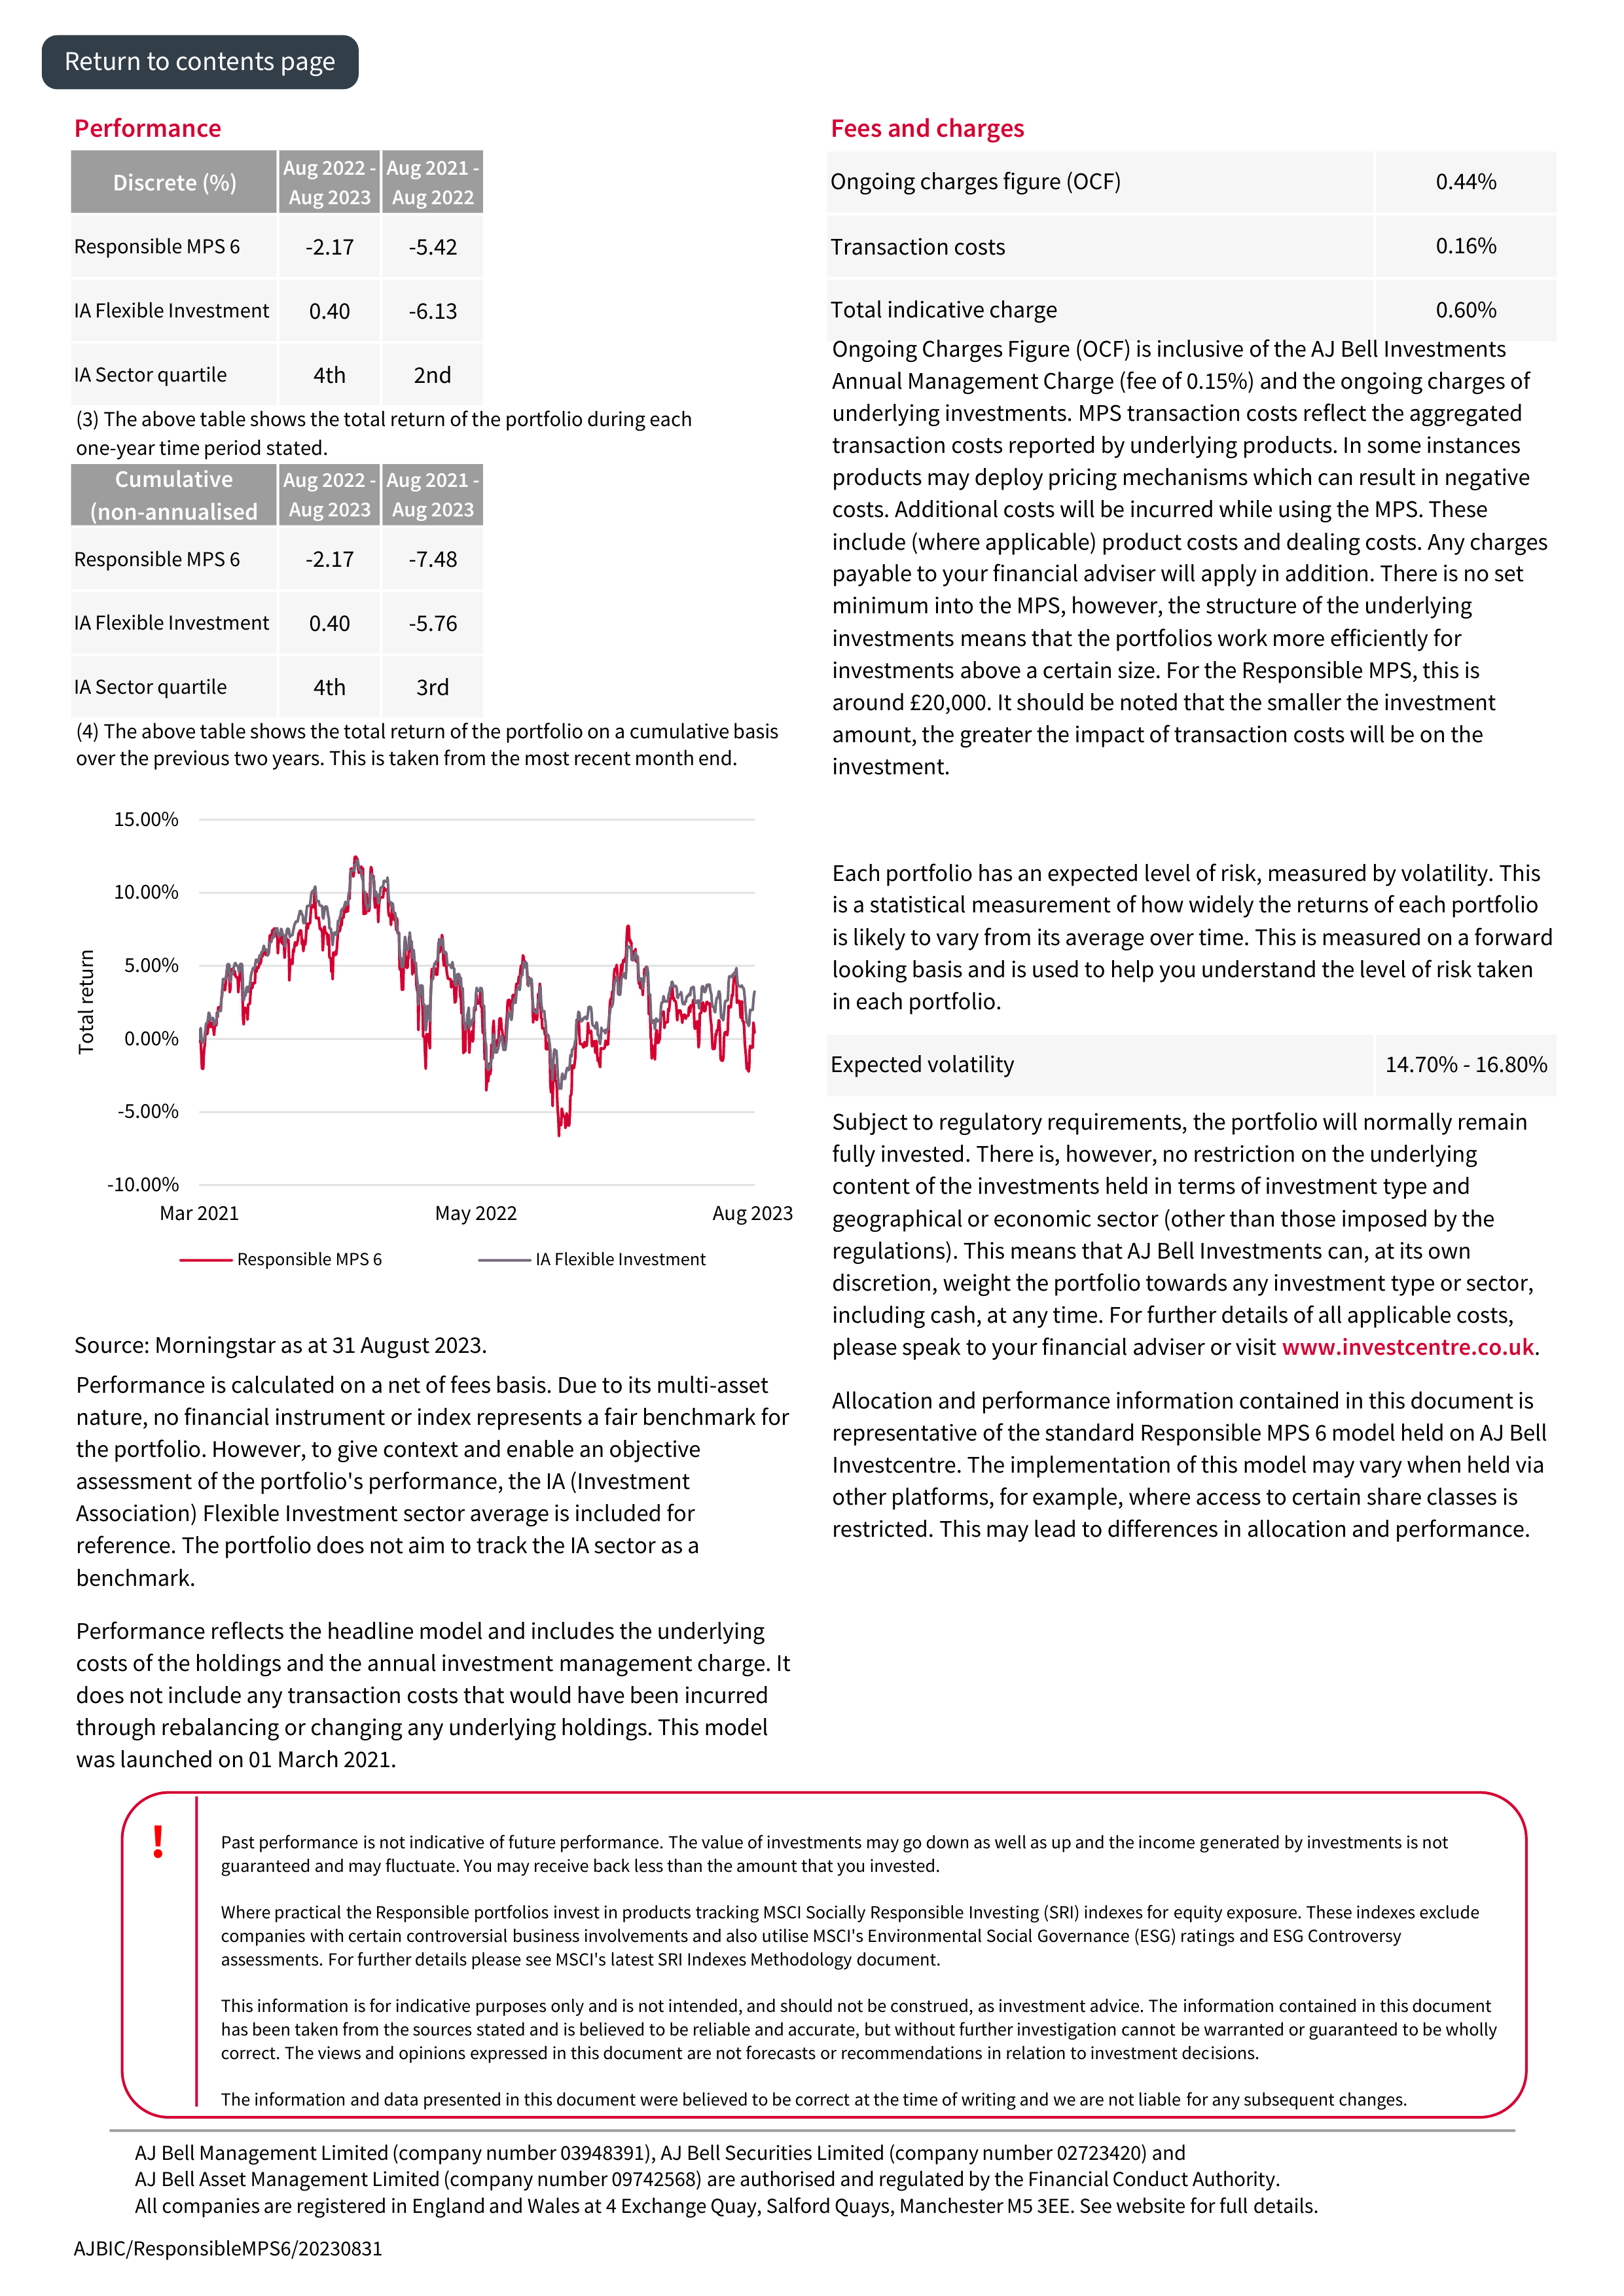 Return to contents page
Performance
Discrete (%)
Aug 2022 - Aug 2021 -
Aug 2023 Aug 2022
Responsible MPS 6 -2.17 -5.42
IA Flexible Investment 0.40 -6.13
IA Sector quartile 4th 2nd
(3) The above table shows the total return of the portfolio during each
one-year time period stated.
Cumulative
(non-annualised
Aug 2022 - Aug 2021 -
Aug 2023 Aug 2023
Responsible MPS 6 -2.17 -7.48
IA Flexible Investment 0.40 -5.76
IA Sector quartile 4th 3rd
(4) The above table shows the total return of the portfolio on a cumulative basis
over the previous two years. This is taken from the most recent month end.
15.00%
10.00%
5.00%
0.00%
-5.00%
-10.00%
Total return
Mar 2021 May 2022 Aug 2023
Responsible MPS 6 IA Flexible Investment
Source: Morningstar as at 31 August 2023.
Performance is calculated on a net of fees basis. Due to its multi-asset
nature, no financial instrument or index represents a fair benchmark for
the portfolio. However, to give context and enable an objective
assessment of the portfolio's performance, the IA (Investment
Association) Flexible Investment sector average is included for
reference. The portfolio does not aim to track the IA sector as a
benchmark.
Performance reflects the headline model and includes the underlying
costs of the holdings and the annual investment management charge. It
does not include any transaction costs that would have been incurred
through rebalancing or changing any underlying holdings. This model
was launched on 01 March 2021.
Fees and charges
Ongoing charges figure (OCF) 0.44%
Transaction costs 0.16%
Total indicative charge 0.60%
Ongoing Charges Figure (OCF) is inclusive of the AJ Bell Investments
Annual Management Charge (fee of 0.15%) and the ongoing charges of
underlying investments. MPS transaction costs reflect the aggregated
transaction costs reported by underlying products. In some instances
products may deploy pricing mechanisms which can result in negative
costs. Additional costs will be incurred while using the MPS. These
include (where applicable) product costs and dealing costs. Any charges
payable to your financial adviser will apply in addition. There is no set
minimum into the MPS, however, the structure of the underlying
investments means that the portfolios work more efficiently for
investments above a certain size. For the Responsible MPS, this is
around £20,000. It should be noted that the smaller the investment
amount, the greater the impact of transaction costs will be on the
investment.
Each portfolio has an expected level of risk, measured by volatility. This
is a statistical measurement of how widely the returns of each portfolio
is likely to vary from its average over time. This is measured on a forward
looking basis and is used to help you understand the level of risk taken
in each portfolio.
Expected volatility 14.70% - 16.80%
Subject to regulatory requirements, the portfolio will normally remain
fully invested. There is, however, no restriction on the underlying
content of the investments held in terms of investment type and
geographical or economic sector (other than those imposed by the
regulations). This means that AJ Bell Investments can, at its own
discretion, weight the portfolio towards any investment type or sector,
including cash, at any time. For further details of all applicable costs,
please speak to your financial adviser or visit www.investcentre.co.uk.
Allocation and performance information contained in this document is
representative of the standard Responsible MPS 6 model held on AJ Bell
Investcentre. The implementation of this model may vary when held via
other platforms, for example, where access to certain share classes is
restricted. This may lead to differences in allocation and performance.
!
Past performance is not indicative of future performance. The value of investments may go down as well as up and the income generated by investments is not
guaranteed and may fluctuate. You may receive back less than the amount that you invested.
Where practical the Responsible portfolios invest in products tracking MSCI Socially Responsible Investing (SRI) indexes for equity exposure. These indexes exclude
companies with certain controversial business involvements and also utilise MSCI's Environmental Social Governance (ESG) ratings and ESG Controversy
assessments. For further details please see MSCI's latest SRI Indexes Methodology document.
This information is for indicative purposes only and is not intended, and should not be construed, as investment advice. The information contained in this document
has been taken from the sources stated and is believed to be reliable and accurate, but without further investigation cannot be warranted or guaranteed to be wholly
correct. The views and opinions expressed in this document are not forecasts or recommendations in relation to investment decisions.
The information and data presented in this document were believed to be correct at the time of writing and we are not liable for any subsequent changes.
AJ Bell Management Limited (company number 03948391), AJ Bell Securities Limited (company number 02723420) and
AJ Bell Asset Management Limited (company number 09742568) are authorised and regulated by the Financial Conduct Authority.
All companies are registered in England and Wales at 4 Exchange Quay, Salford Quays, Manchester M5 3EE. See website for full details.
AJBIC/ResponsibleMPS6/20230831